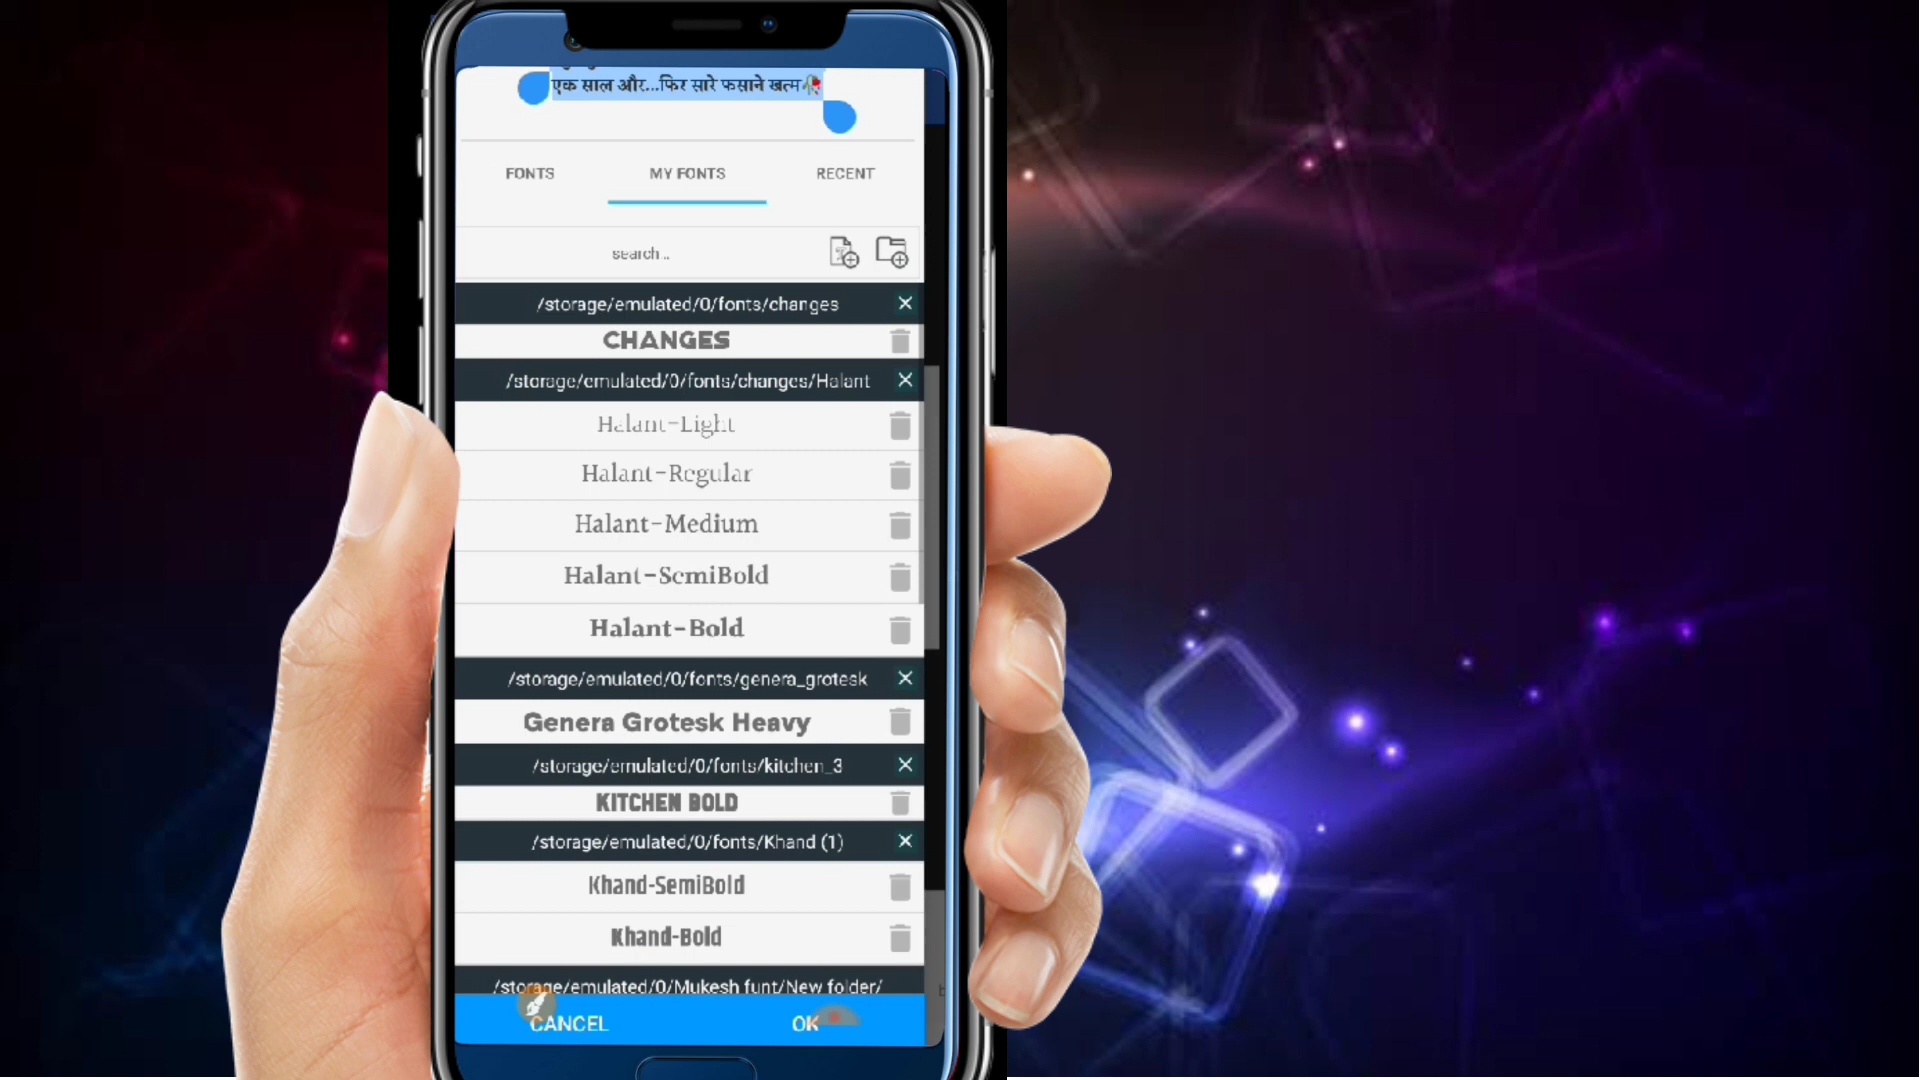 एक साल और...फिर सारे फसाने खत्म🥀
FONTS MY FONTS RECENT
search...
/storage/emulated/0/fonts/changes
CHANGES
/storage/emulated/0/fonts/changes/Halant
Halant-Light
Halant-Regular
Halant-Medium
Halant-SemiBold
Halant-Bold
/storage/emulated/0/fonts/genera_grotesk
Genera Grotesk Heavy
/storage/emulated/0/fonts/kitchen_3
KITCHEN BOLD
/storage/emulated/0/fonts/Khand (1)
Khand-SemiBold
Khand-Bold
/storage/emulated/0/Mukesh funt/New folder/
CANCEL OK